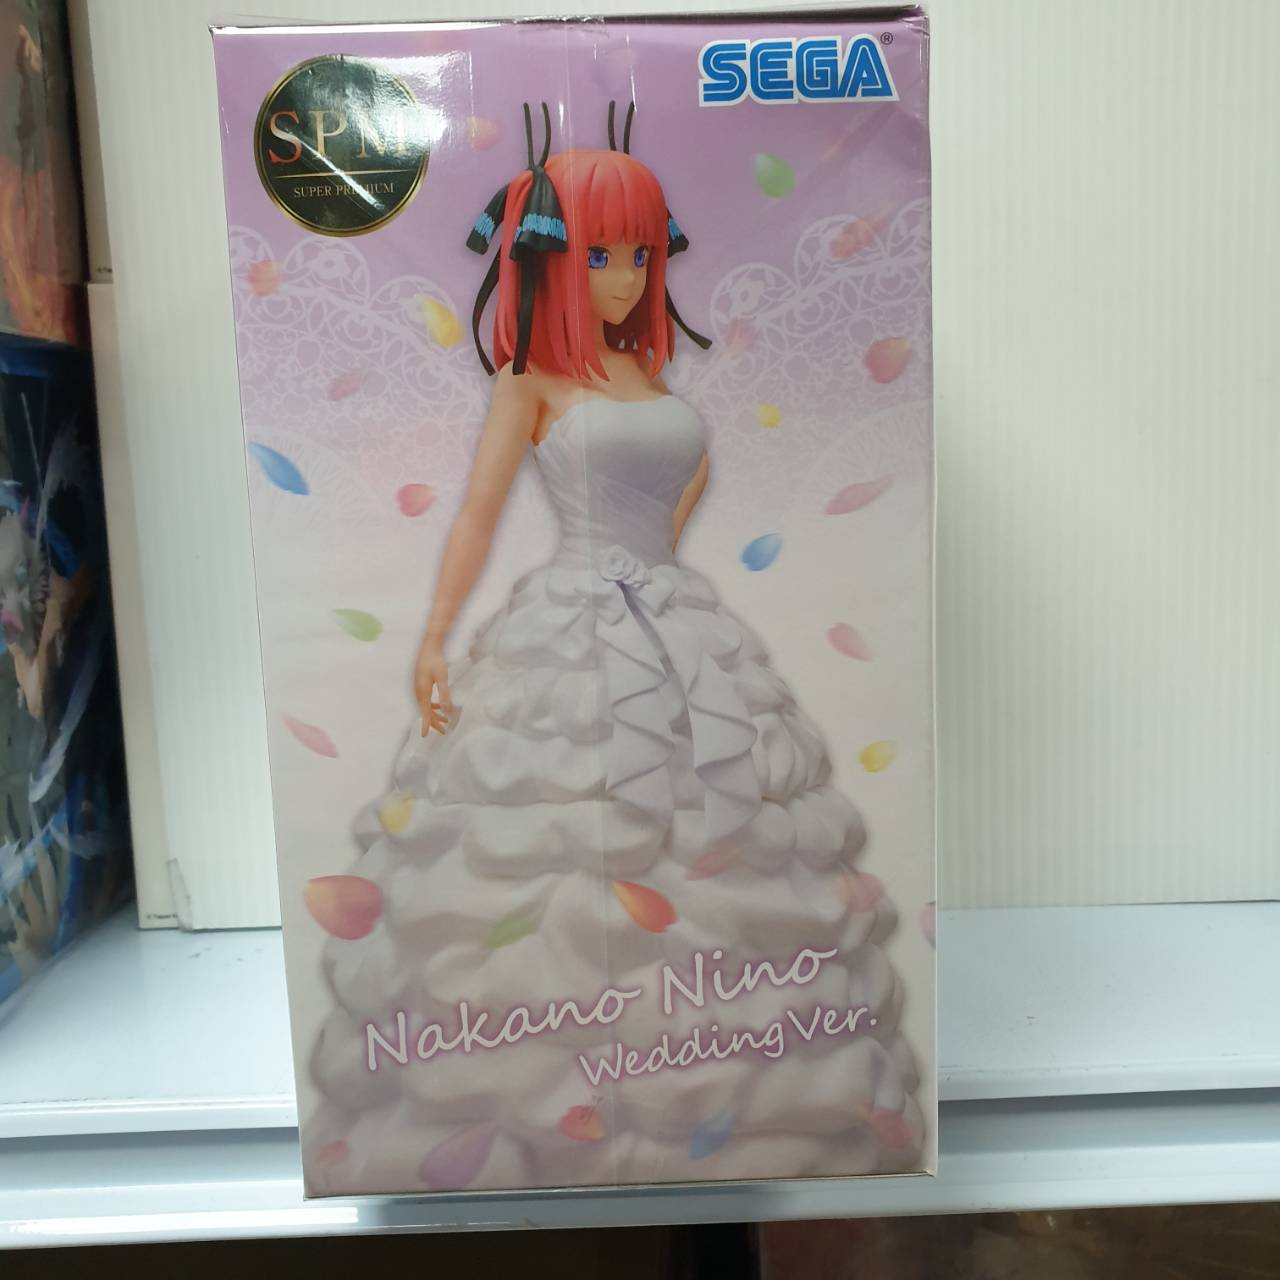 SEGA®
SPM
SUPER PREMIUM
Nakano Nino
Wedding Ver.